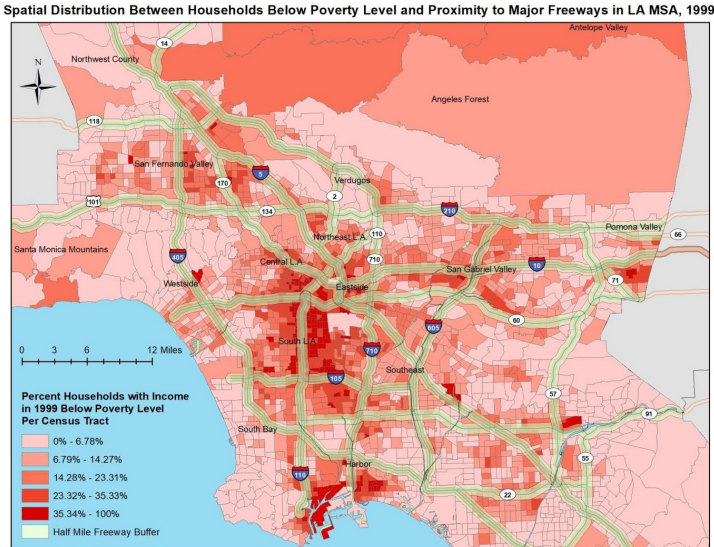 Spatial Distribution Between Households Below Poverty Level and Proximity to Major Freeways in LA MSA, 1999
Antelope Valley
14
Northwest County
N
Angeles Forest
118
San Fernando Valley
5
170
Verdugos
2
101
134
210
Pomona Valley
66
110
Northeast L.A.
Santa Monica Mountains
405
Central L.A.
710
San Gabriel Valley
10
71
Westside
Eastside
60
605
South L.A.
710
0 3 6 12 Miles
105
Southeast
57
Percent Households with Income
in 1999 Below Poverty Level
Per Census Tract
91
0% - 6.78%
South Bay
6.79% - 14.27%
55
14.28% - 23.31%
Harbor
110
23.32% - 35.33%
22
35.34% - 100%
Half Mile Freeway Buffer